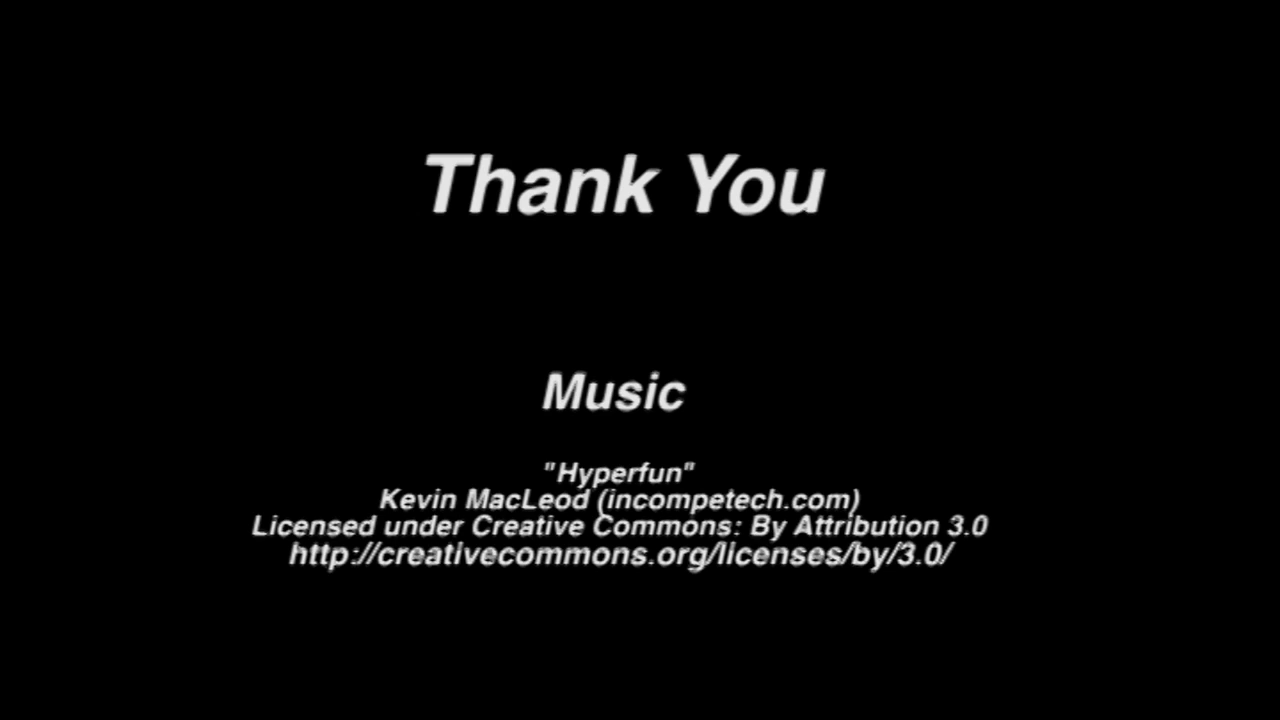 Thank You
Music
"Hyperfun"
Kevin MacLeod (incompetech.com)
Licensed under Creative Commons: By Attribution 3.0
http://creativecommons.org/licenses/by/3.0/